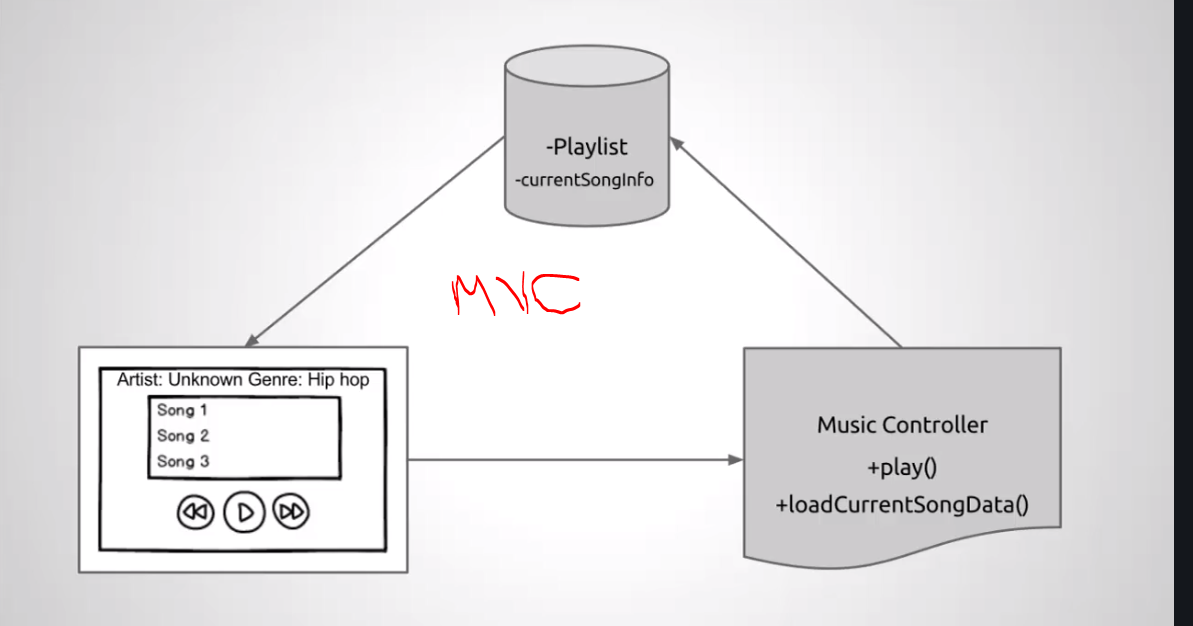 -Playlist
-currentSongInfo
MVC
Artist: Unknown Genre: Hip hop
Song 1
Song 2
Song 3
Music Controller
+play()
+loadCurrentSongData()